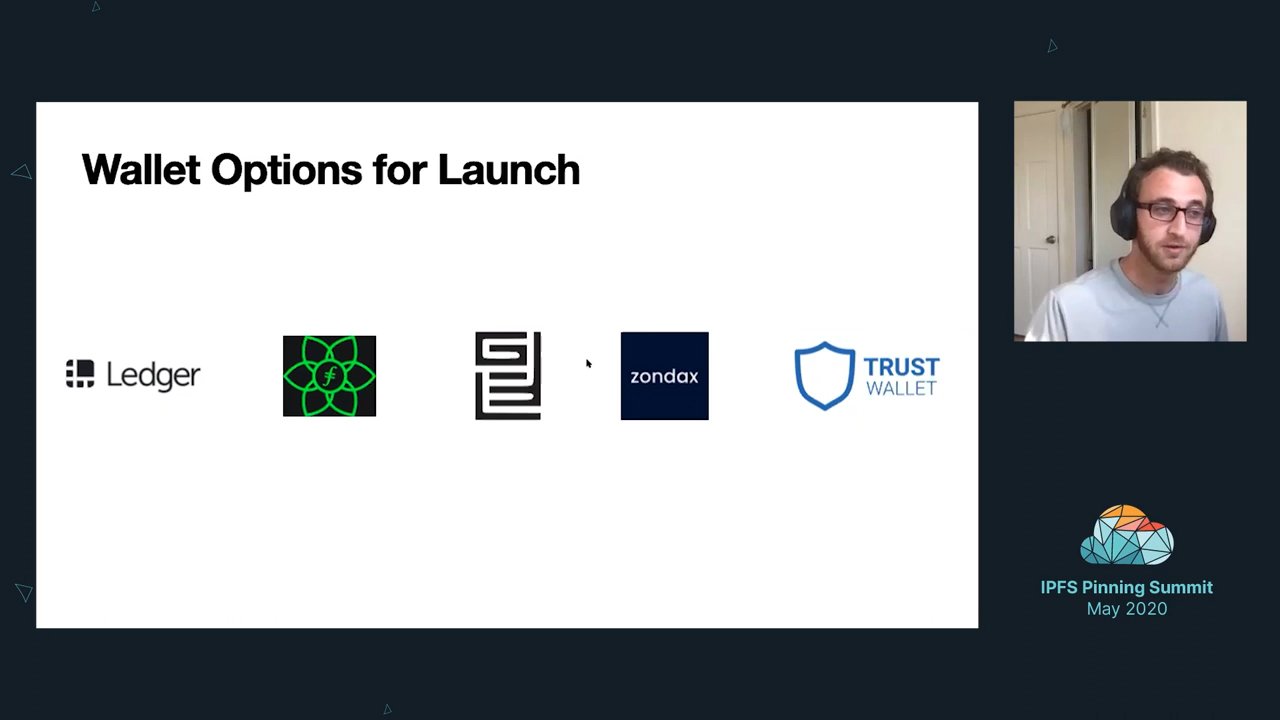 Wallet Options for Launch
Ledger
zondax
TRUST
WALLET
IPFS Pinning Summit
May 2020